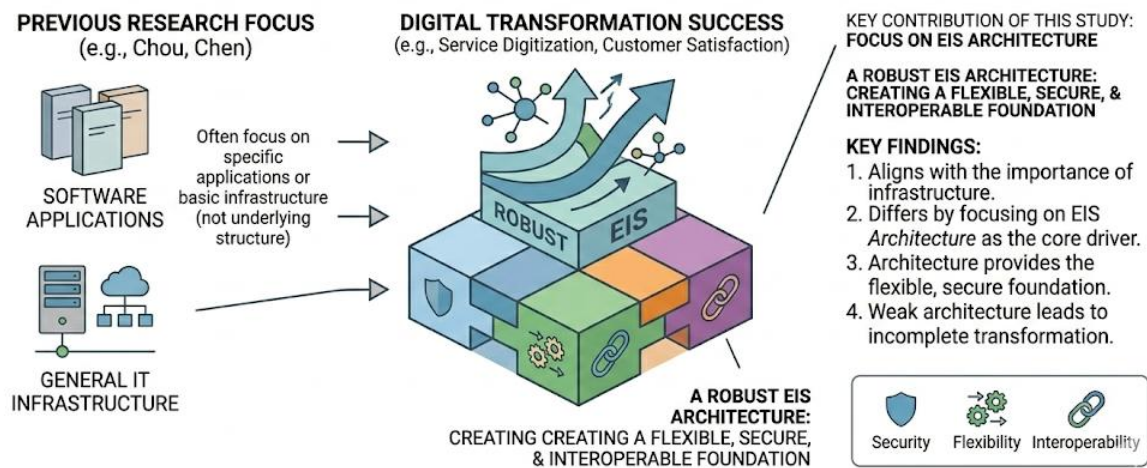 PREVIOUS RESEARCH FOCUS
(e.g., Chou, Chen)
SOFTWARE
APPLICATIONS
GENERAL IT
INFRASTRUCTURE
Often focus on
specific
applications or
basic infrastructure
(not underlying
structure)
DIGITAL TRANSFORMATION SUCCESS
(e.g., Service Digitization, Customer Satisfaction)
ROBUST
EIS
A ROBUST EIS
ARCHITECTURE:
CREATING CREATING A FLEXIBLE, SECURE,
& INTEROPERABLE FOUNDATION
KEY CONTRIBUTION OF THIS STUDY:
FOCUS ON EIS ARCHITECTURE
A ROBUST EIS ARCHITECTURE:
CREATING A FLEXIBLE, SECURE, &
INTEROPERABLE FOUNDATION
KEY FINDINGS:
1. Aligns with the importance of
infrastructure.
2. Differs by focusing on EIS
Architecture as the core driver.
3. Architecture provides the
flexible, secure foundation.
4. Weak architecture leads to
incomplete transformation.
Security
Flexibility
Interoperability